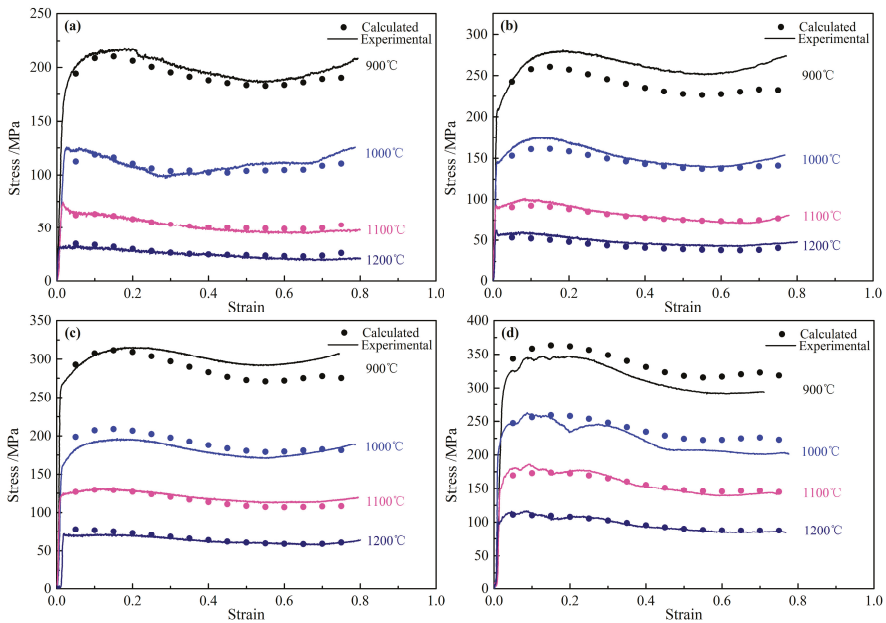 (a)
Calculated
Experimental
250
200
150
100
50
0
Stress /MPa
900℃
1000℃
1100℃
1200℃
0.0 0.2 0.4 0.6 0.8 1.0
Strain
(b)
Calculated
Experimental
300
250
200
150
100
50
0
Stress /MPa
900℃
1000℃
1100℃
1200℃
0.0 0.2 0.4 0.6 0.8 1.0
Strain
(c)
Calculated
Experimental
350
300
250
200
150
100
50
0
Stress /MPa
900℃
1000℃
1100℃
1200℃
0.0 0.2 0.4 0.6 0.8 1.0
Strain
(d)
Calculated
Experimental
400
350
300
250
200
150
100
50
0
Stress /MPa
900℃
1000℃
1100℃
1200℃
0.0 0.2 0.4 0.6 0.8 1.0
Strain